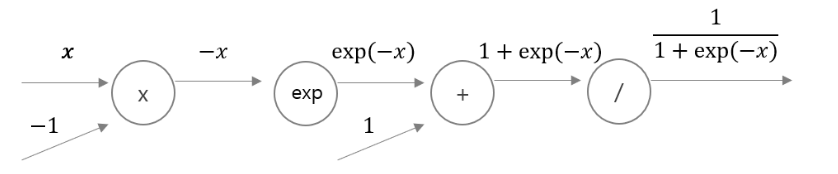 x
−x
exp(−x)
1 + exp(−x)
1
1 + exp(−x)
x
exp
+
/
−1
1